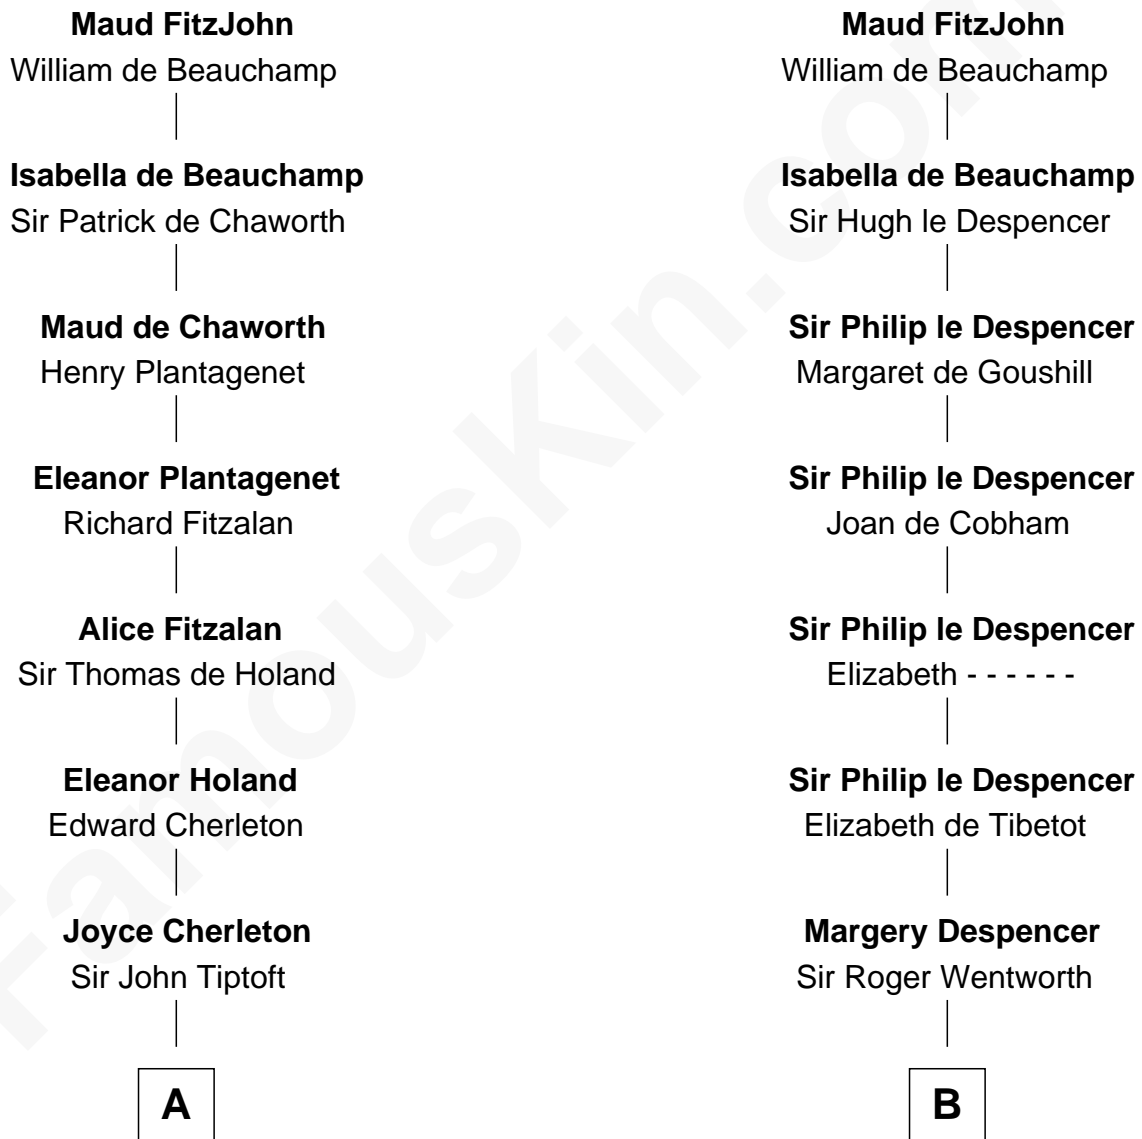 Maud FitzJohn
William de Beauchamp
Isabella de Beauchamp
Sir Patrick de Chaworth
Maud de Chaworth
Henry Plantagenet
Eleanor Plantagenet
Richard Fitzalan
Alice Fitzalan
Sir Thomas de Holand
Eleanor Holand
Edward Cherleton
Joyce Cherleton
Sir John Tiptoft
A
Maud FitzJohn
William de Beauchamp
Isabella de Beauchamp
Sir Hugh le Despencer
Sir Philip le Despencer
Margaret de Goushill
Sir Philip le Despencer
Joan de Cobham
Sir Philip le Despencer
Elizabeth - - - - - -
Sir Philip le Despencer
Elizabeth de Tibetot
Margery Despencer
Sir Roger Wentworth
B
FamousKin.com